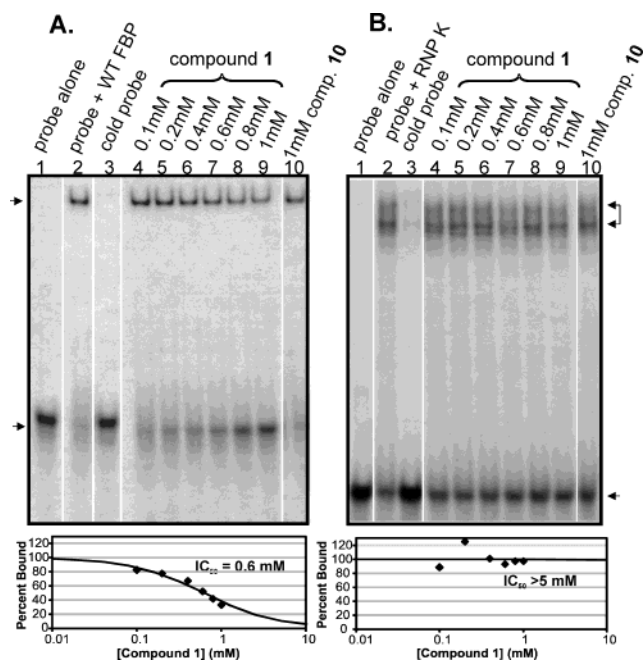 A.
compound 1
probe alone
probe + WT FBP
cold probe
0.1mM
0.2mM
0.4mM
0.6mM
0.8mM
1mM
1mM comp. 10
1 2 3 4 5 6 7 8 9 10
Percent Bound
120
100
80
60
40
20
0
IC50 = 0.6 mM
0.01 0.1 1 10
[Compound 1] (mM)
B.
compound 1
probe alone
probe + RNP K
cold probe
0.1mM
0.2mM
0.4mM
0.6mM
0.8mM
1mM
1mM comp. 10
1 2 3 4 5 6 7 8 9 10
Percent Bound
120
100
80
60
40
20
0
IC50 >5 mM
0.01 0.1 1 10
[Compound 1] (mM)